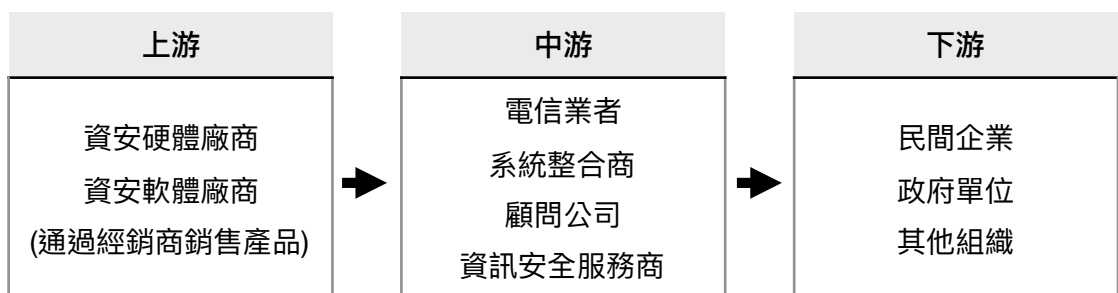 上游
資安硬體廠商
資安軟體廠商
(通過經銷商銷售產品)
中游
電信業者
系統整合商
顧問公司
資訊安全服務商
下游
民間企業
政府單位
其他組織